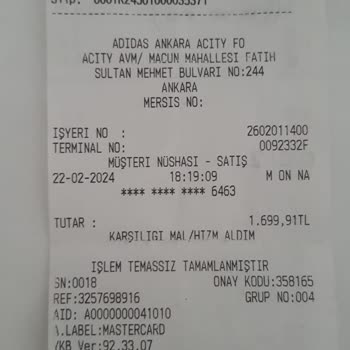 ADIDAS ANKARA ACITY FO
ACITY AVM/ MACUN MAHALLESI FATIH
SULTAN MEHMET BULVARI NO:244
ANKARA
MERSIS NO:
IŞYERI NO : 2602011400
TERMINAL NO: 0092332F
MÜŞTERI NÜSHASI - SATIŞ
22-02-2024 18:19:09 M ON NA
**** **** **** 6463
TUTAR : 1.699,91TL
KARŞILIGI MAL/HIZM ALDIM
IŞLEM TEMASSIZ TAMAMLANMIŞTIR
SN:0018 ONAY KODU:358165
REF:3257698916 GRUP NO:004
AID: A0000000041010
A.LABEL:MASTERCARD
/KB Ver:92.33.07